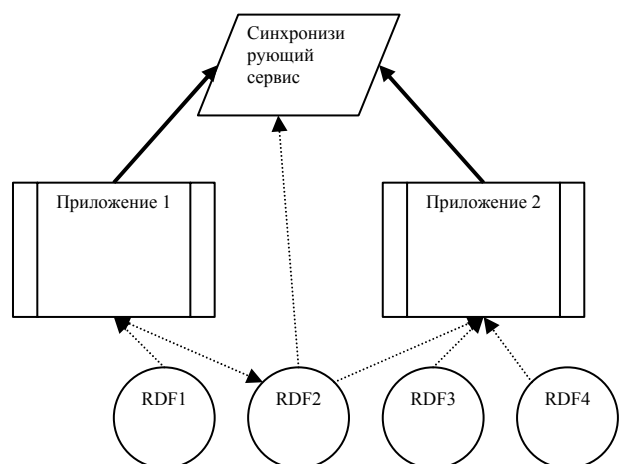 Синхронизи
рующий
сервис
Приложение 1
Приложение 2
RDF1
RDF2
RDF3
RDF4